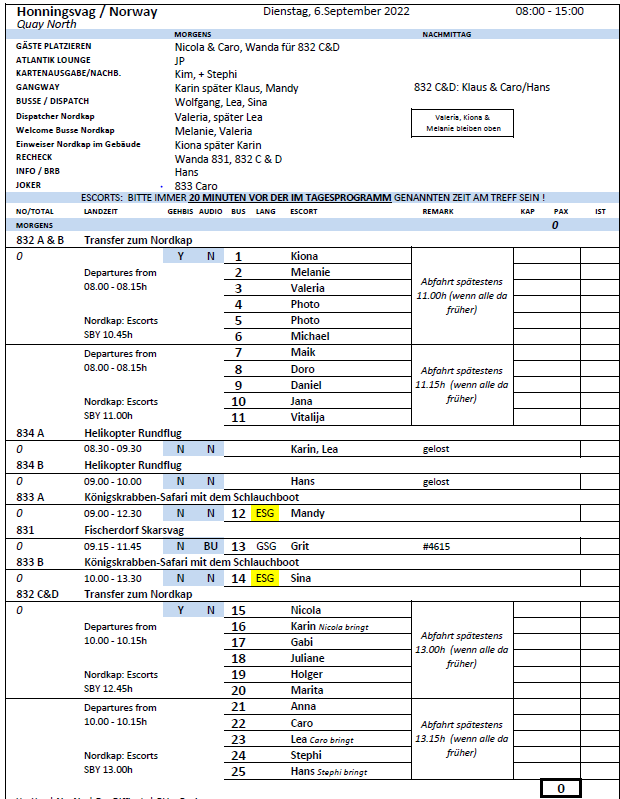 Honningsvag / Norway Dienstag, 6.September 2022 08:00 - 15:00
Quay North
MORGENS NACHMITTAG
GÄSTE PLATZIEREN Nicola & Caro, Wanda für 832 C&D
ATLANTIK LOUNGE JP
KARTENAUSGABE/NACHB. Kim, + Stephi
GANGWAY Karin später Klaus, Mandy 832 C&D: Klaus & Caro/Hans
BUSSE / DISPATCH Wolfgang, Lea, Sina
Dispatcher Nordkap Valeria, später Lea Valeria, Kiona &
Welcome Busse Nordkap Melanie, Valeria Melanie bleiben oben
Einweiser Nordkap im Gebäude Kiona später Karin
RECHECK Wanda 831, 832 C & D
INFO / BRB Hans
JOKER 833 Caro
ESCORTS: BITTE IMMER 20 MINUTEN VOR DER IM TAGESPROGRAMM GENANNTEN ZEIT AM TREFF SEIN !
NO/TOTAL LANDZEIT GEHBIS AUDIO BUS LANG ESCORT REMARK KAP PAX IST
MORGENS 0
832 A & B Transfer zum Nordkap
0 Y N 1 Kiona
Departures from 2 Melanie Abfahrt spätestens
08.00 - 08.15h 3 Valeria 11.00h (wenn alle da
4 Photo früher)
Nordkap: Escorts 5 Photo
SBY 10.45h 6 Michael
Departures from 7 Maik
08.00 - 08.15h 8 Doro Abfahrt spätestens
9 Daniel 11.15h (wenn alle da
Nordkap: Escorts 10 Jana früher)
SBY 11.00h 11 Vitalija
834 A Helikopter Rundflug
0 08.30 - 09.30 N N Karin, Lea gelost
834 B Helikopter Rundflug
0 09.00 - 10.00 N N Hans gelost
833 A Königskrabben-Safari mit dem Schlauchboot
0 09.00 - 12.30 N N 12 ESG Mandy
831 Fischerdorf Skarsvag
0 09.15 - 11.45 N BU 13 GSG Grit #4615
833 B Königskrabben-Safari mit dem Schlauchboot
0 10.00 - 13.30 N N 14 ESG Sina
832 C&D Transfer zum Nordkap
0 Y N 15 Nicola
Departures from 16 Karin Nicola bringt Abfahrt spätestens
10.00 - 10.15h 17 Gabi 13.00h (wenn alle da
18 Juliane früher)
Nordkap: Escorts 19 Holger
SBY 12.45h 20 Marita
Departures from 21 Anna
10.00 - 10.15h 22 Caro Abfahrt spätestens
23 Lea Caro bringt 13.15h (wenn alle da
Nordkap: Escorts 24 Stephi früher)
SBY 13.00h 25 Hans Stephi bringt
0